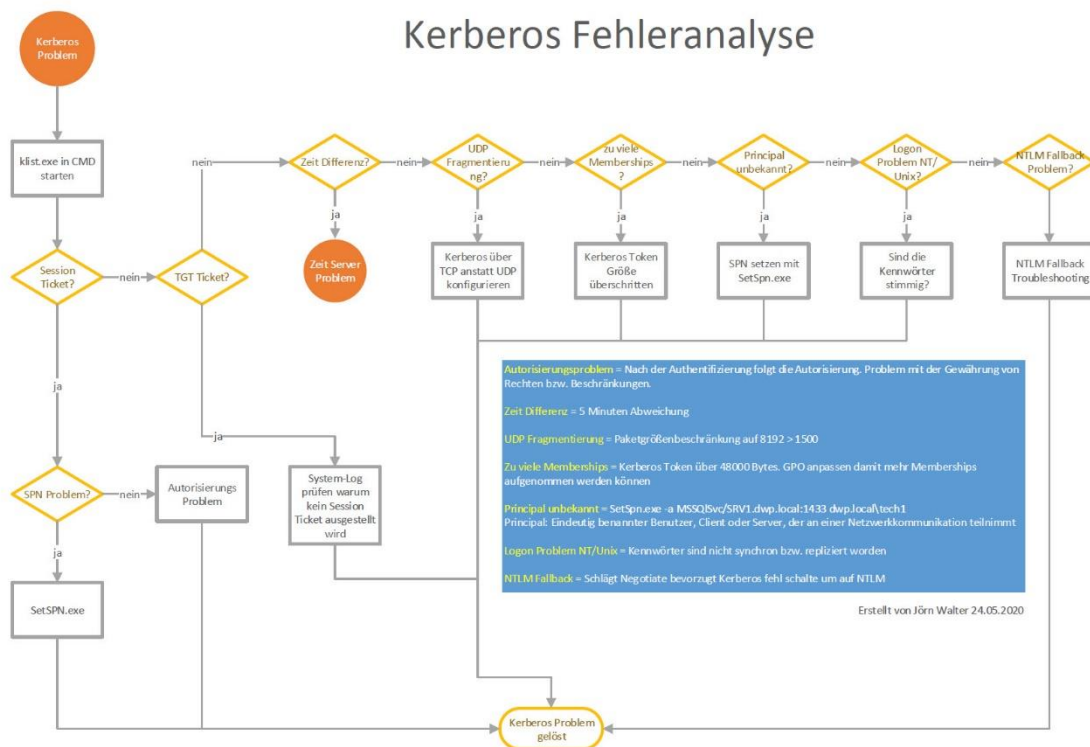 Kerberos Fehleranalyse
Kerberos
Problem
klist.exe in CMD
starten
Session
Ticket?
nein
TGT Ticket?
nein
Zeit Differenz?
nein
UDP
Fragmentieru
ng?
nein
zu viele
Memberships
?
nein
Principal
unbekannt?
nein
Logon
Problem NT/
Unix?
nein
NTLM Fallback
Problem?
ja
Zeit Server
Problem
ja
Kerberos über
TCP anstatt UDP
konfigurieren
ja
Kerberos Token
Größe
überschritten
ja
SPN setzen mit
SetSpn.exe
ja
Sind die
Kennwörter
stimmig?
ja
NTLM Fallback
Troubleshooting
ja
SPN Problem?
nein
Autorisierungs
Problem
ja
SetSPN.exe
ja
System-Log
prüfen warum
kein Session
Ticket ausgestellt
wird
Autorisierungsproblem = Nach der Authentifizierung folgt die Autorisierung. Problem mit der Gewährung von
Rechten bzw. Beschränkungen.
Zeit Differenz = 5 Minuten Abweichung
UDP Fragmentierung = Paketgrößenbeschränkung auf 8192 > 1500
Zu viele Memberships = Kerberos Token über 48000 Bytes. GPO anpassen damit mehr Memberships
aufgenommen werden können
Principal unbekannt = SetSpn.exe -a MSSQlSvc/SRV1.dwp.local:1433 dwp.local\tech1
Principal: Eindeutig benannter Benutzer, Client oder Server, der an einer Netzwerkkommunikation teilnimmt
Logon Problem NT/Unix = Kennwörter sind nicht synchron bzw. repliziert worden
NTLM Fallback = Schlägt Negotiate bevorzugt Kerberos fehl schalte um auf NTLM
Erstellt von Jörn Walter 24.05.2020
Kerberos Problem
gelöst